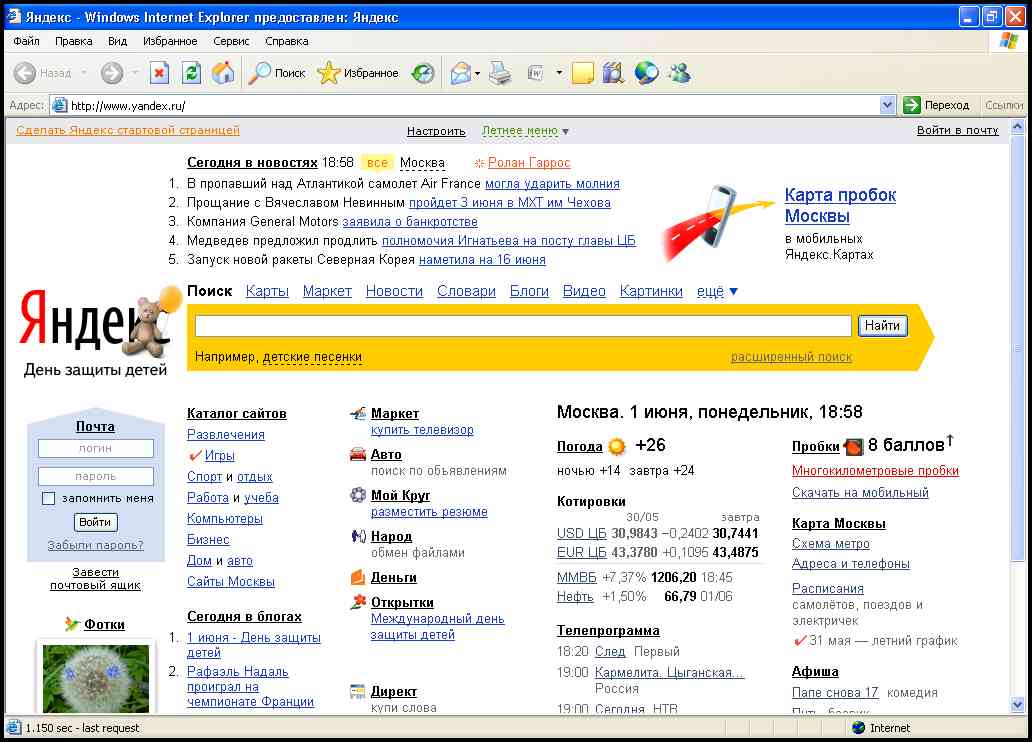 Яндекс - Windows Internet Explorer предоставлен: Яндекс
Файл Правка Вид Избранное Сервис Справка
Назад Поиск Избранное
Адрес: http://www.yandex.ru/ Переход Ссылки
Сделать Яндекс стартовой страницей Настроить Летнее меню ▼ Войти в почту
Сегодня в новостях 18:58 все Москва Ролан Гаррос
1. В пропавший над Атлантикой самолет Air France могла ударить молния
2. Прощание с Вячеславом Невинным пройдет 3 июня в МХТ им Чехова
3. Компания General Motors заявила о банкротстве
4. Медведев предложил продлить полномочия Игнатьева на посту главы ЦБ
5. Запуск новой ракеты Северная Корея наметила на 16 июня
Карта пробок
Москвы
в мобильных
Яндекс.Картах
Яндекс
День защиты детей
Поиск Карты Маркет Новости Словари Блоги Видео Картинки ещё ▼
Найти
Например, детские песенки расширенный поиск
Почта
логин
пароль
запомнить меня
Войти
Забыли пароль?
Завести
почтовый ящик
Фотки
Каталог сайтов
Развлечения
Игры
Спорт и отдых
Работа и учеба
Компьютеры
Бизнес
Дом и авто
Сайты Москвы
Сегодня в блогах
1. 1 июня - День защиты
детей
2. Рафаэль Надаль
проиграл на
чемпионате Франции
Маркет
купить телевизор
Авто
поиск по объявлениям
Мой Круг
разместить резюме
Народ
обмен файлами
Деньги
Открытки
Международный день
защиты детей
Директ
купи слова
Москва. 1 июня, понедельник, 18:58
Погода +26
ночью +14 завтра +24
Котировки
30/05 завтра
USD ЦБ 30,9843 −0,2402 30,7441
EUR ЦБ 43,3780 +0,1095 43,4875
ММВБ +7,37% 1206,20 18:45
Нефть +1,50% 66,79 01/06
Телепрограмма
18:20 След Первый
19:00 Кармелита. Цыганская...
Россия
19:00 Сегодня НТВ
Пробки 8 баллов↑
Многокилометровые пробки
Скачать на мобильный
Карта Москвы
Схема метро
Адреса и телефоны
Расписания
самолётов, поездов и
электричек
31 мая — летний график
Афиша
Папе снова 17 комедия
1.150 sec - last request Internet